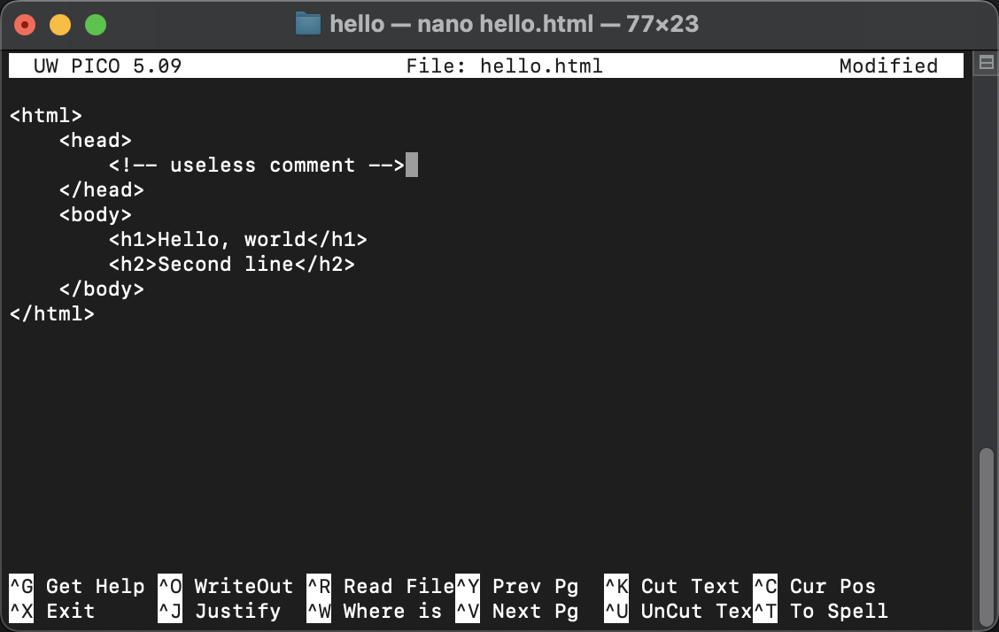 hello — nano hello.html — 77×23
UW PICO 5.09 File: hello.html Modified
<html>
    <head>
        <!-- useless comment -->
    </head>
    <body>
        <h1>Hello, world</h1>
        <h2>Second line</h2>
    </body>
</html>
^G Get Help ^O WriteOut ^R Read File ^Y Prev Pg ^K Cut Text ^C Cur Pos
^X Exit ^J Justify ^W Where is ^V Next Pg ^U UnCut Tex ^T To Spell